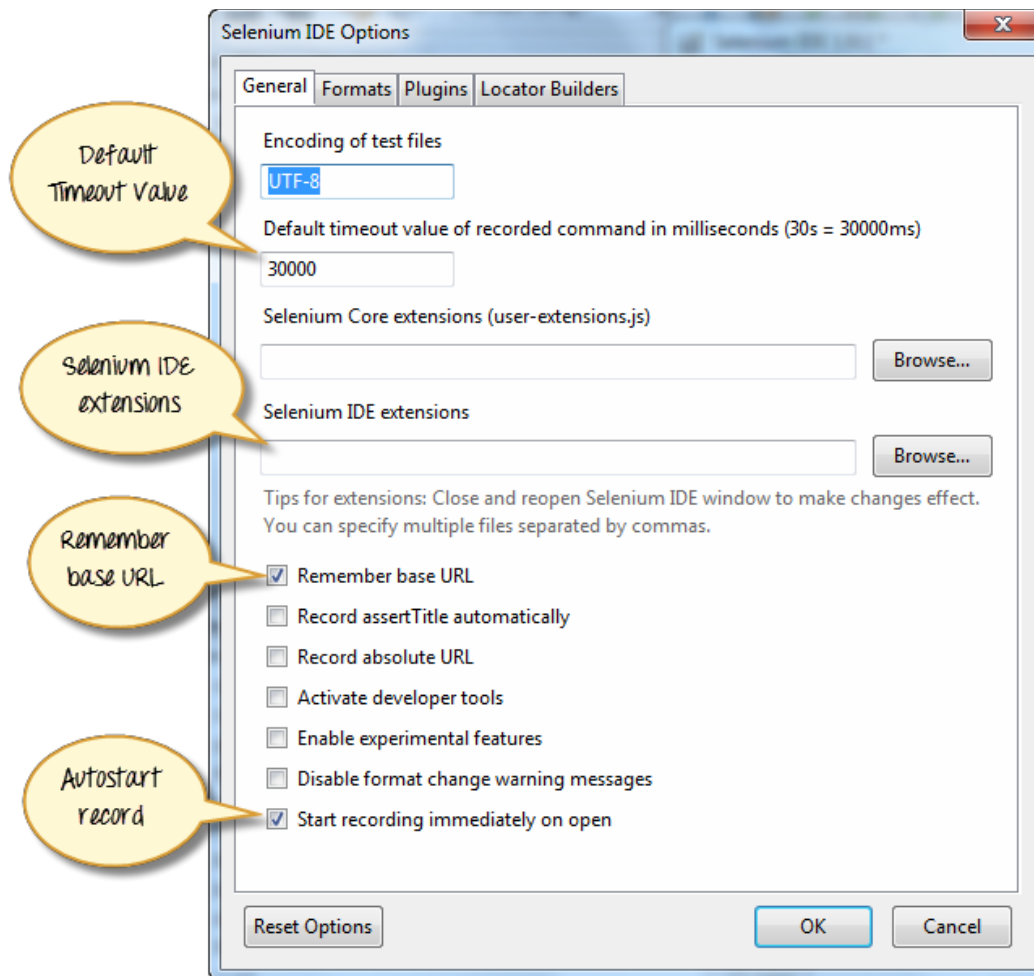 Selenium IDE Options
General
Formats
Plugins
Locator Builders
Encoding of test files
UTF-8
Default
Timeout Value
Default timeout value of recorded command in milliseconds (30s = 30000ms)
30000
Selenium Core extensions (user-extensions.js)
Browse...
Selenium IDE
extensions
Selenium IDE extensions
Browse...
Tips for extensions: Close and reopen Selenium IDE window to make changes effect.
You can specify multiple files separated by commas.
Remember
base URL
Remember base URL
Record assertTitle automatically
Record absolute URL
Activate developer tools
Enable experimental features
Disable format change warning messages
Autostart
record
Start recording immediately on open
Reset Options
OK
Cancel